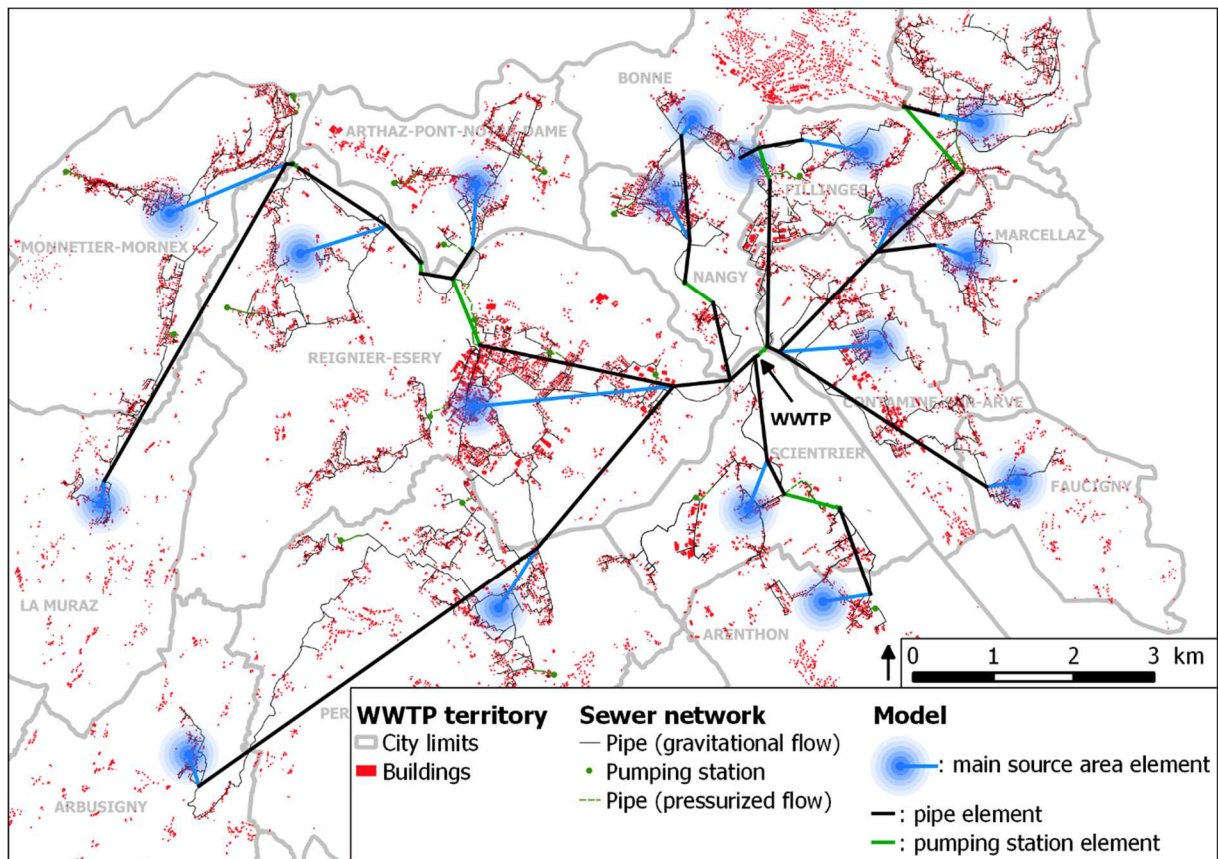 BONNE
ARTHAZ-PONT-NOTRE-DAME
FILLINGES
MONNETIER-MORNEX
MARCELLAZ
NANGY
REIGNIER-ESERY
CONTAMINE-SUR-ARVE
WWTP
SCIENTRIER
FAUCIGNY
LA MURAZ
ARENTHON
0 1 2 3 km
PER
ARBUSIGNY
WWTP territory
City limits
Buildings
Sewer network
Pipe (gravitational flow)
Pumping station
Pipe (pressurized flow)
Model
: main source area element
: pipe element
: pumping station element